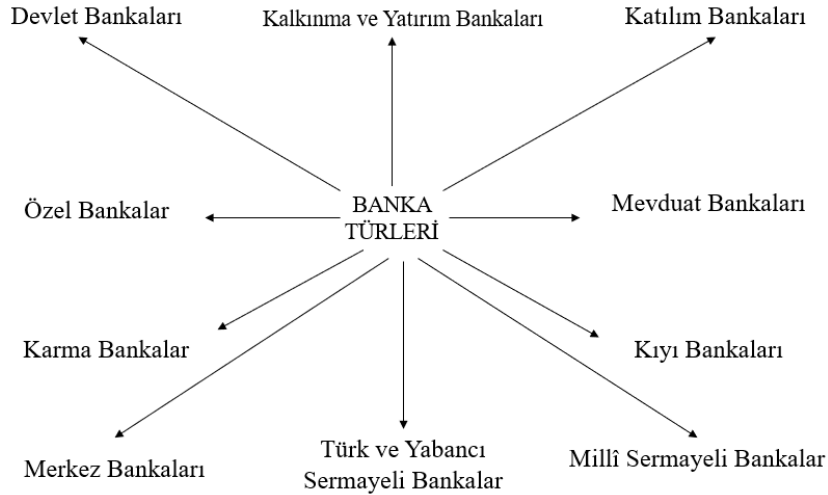 Devlet Bankaları
Kalkınma ve Yatırım Bankaları
Katılım Bankaları
Özel Bankalar
BANKA
TÜRLERİ
Mevduat Bankaları
Karma Bankalar
Kıyı Bankaları
Merkez Bankaları
Türk ve Yabancı
Sermayeli Bankalar
Millî Sermayeli Bankalar